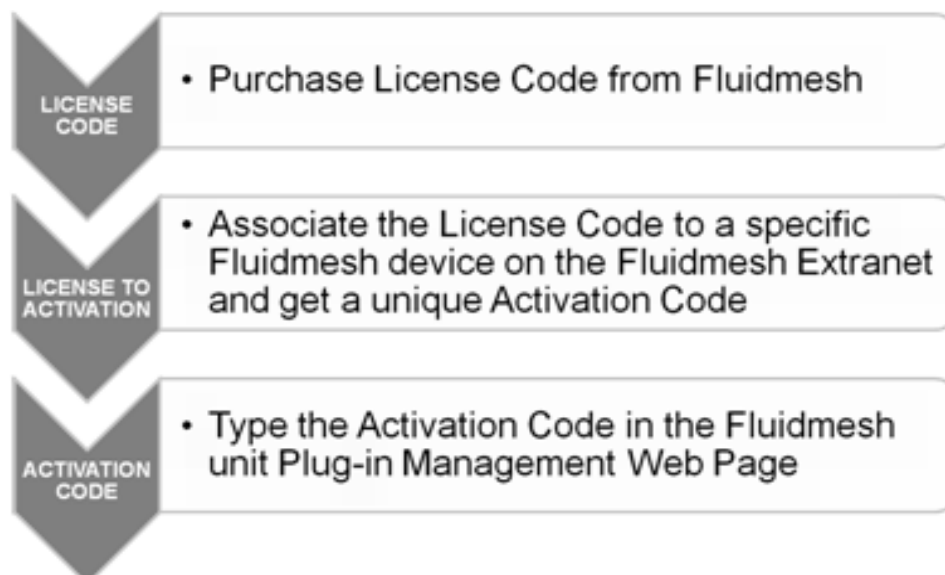 LICENSE
CODE
• Purchase License Code from Fluidmesh
LICENSE TO
ACTIVATION
• Associate the License Code to a specific
Fluidmesh device on the Fluidmesh Extranet
and get a unique Activation Code
ACTIVATION
CODE
• Type the Activation Code in the Fluidmesh
unit Plug-in Management Web Page